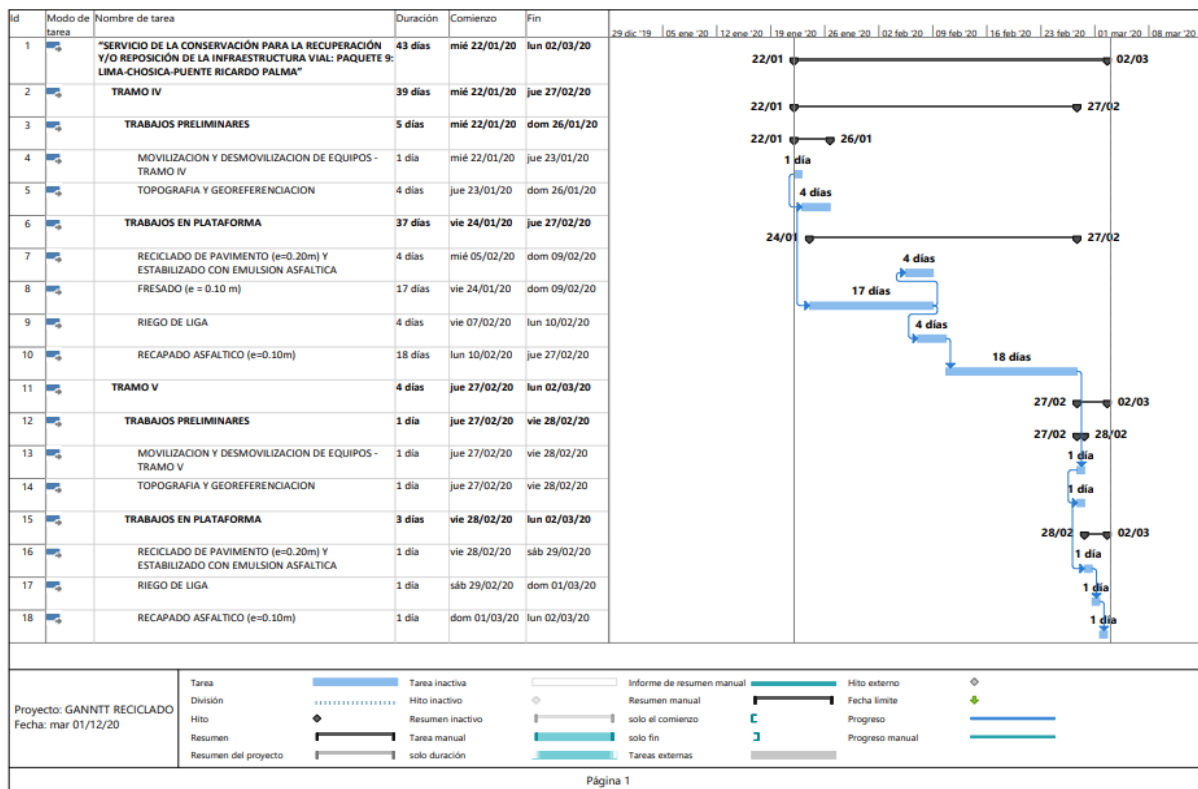 Id Modo de tarea Nombre de tarea Duración Comienzo Fin
29 dic '19 05 ene '20 12 ene '20 19 ene '20 26 ene '20 02 feb '20 09 feb '20 16 feb '20 23 feb '20 01 mar '20 08 mar '20
1 "SERVICIO DE LA CONSERVACIÓN PARA LA RECUPERACIÓN 43 días mié 22/01/20 lun 02/03/20
Y/O REPOSICIÓN DE LA INFRAESTRUCTURA VIAL: PAQUETE 9:
LIMA-CHOSICA-PUENTE RICARDO PALMA"
22/01 02/03
2 TRAMO IV 39 días mié 22/01/20 jue 27/02/20
22/01 27/02
3 TRABAJOS PRELIMINARES 5 días mié 22/01/20 dom 26/01/20
22/01 26/01
4 MOVILIZACION Y DESMOVILIZACION DE EQUIPOS - 1 día mié 22/01/20 jue 23/01/20
TRAMO IV
1 día
5 TOPOGRAFIA Y GEOREFERENCIACION 4 días jue 23/01/20 dom 26/01/20
4 días
6 TRABAJOS EN PLATAFORMA 37 días vie 24/01/20 jue 27/02/20
24/01 27/02
7 RECICLADO DE PAVIMENTO (e=0.20m) Y 4 días mié 05/02/20 dom 09/02/20
ESTABILIZADO CON EMULSION ASFALTICA
4 días
8 FRESADO (e = 0.10 m) 17 días vie 24/01/20 dom 09/02/20
17 días
9 RIEGO DE LIGA 4 días vie 07/02/20 lun 10/02/20
4 días
10 RECAPADO ASFALTICO (e=0.10m) 18 días lun 10/02/20 jue 27/02/20
18 días
11 TRAMO V 4 días jue 27/02/20 lun 02/03/20
27/02 02/03
12 TRABAJOS PRELIMINARES 1 día jue 27/02/20 vie 28/02/20
27/02 28/02
13 MOVILIZACION Y DESMOVILIZACION DE EQUIPOS - 1 día jue 27/02/20 vie 28/02/20
TRAMO V
1 día
14 TOPOGRAFIA Y GEOREFERENCIACION 1 día jue 27/02/20 vie 28/02/20
1 día
15 TRABAJOS EN PLATAFORMA 3 días vie 28/02/20 lun 02/03/20
28/02 02/03
16 RECICLADO DE PAVIMENTO (e=0.20m) Y 1 día vie 28/02/20 sáb 29/02/20
ESTABILIZADO CON EMULSION ASFALTICA
1 día
17 RIEGO DE LIGA 1 día sáb 29/02/20 dom 01/03/20
1 día
18 RECAPADO ASFALTICO (e=0.10m) 1 día dom 01/03/20 lun 02/03/20
1 día
Proyecto: GANNTT RECICLADO
Fecha: mar 01/12/20
Tarea Tarea inactiva Informe de resumen manual Hito externo
División Hito inactivo Resumen manual Fecha límite
Hito Resumen inactivo solo el comienzo Progreso
Resumen Tarea manual solo fin Progreso manual
Resumen del proyecto solo duración Tareas externas
Página 1